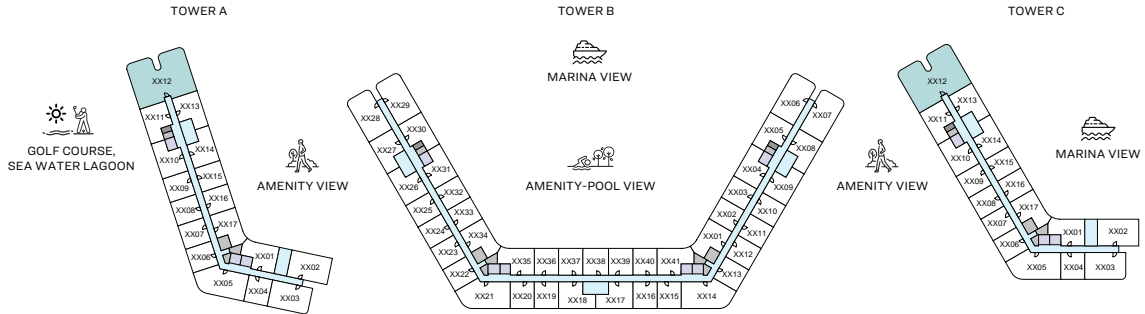 TOWER A
TOWER B
TOWER C
MARINA VIEW
GOLF COURSE,
SEA WATER LAGOON
AMENITY VIEW
AMENITY-POOL VIEW
AMENITY VIEW
MARINA VIEW
XX12
XX13
XX11
XX14
XX10
XX15
XX09
XX16
XX08
XX17
XX07
XX06
XX01
XX02
XX05
XX04
XX03
XX29
XX28
XX30
XX27
XX31
XX26
XX32
XX25
XX33
XX24
XX34
XX23
XX22
XX21
XX35
XX36
XX37
XX38
XX39
XX40
XX41
XX20
XX19
XX18
XX17
XX16
XX15
XX14
XX06
XX07
XX05
XX08
XX04
XX09
XX03
XX10
XX02
XX11
XX01
XX12
XX13
XX12
XX13
XX11
XX14
XX10
XX15
XX09
XX16
XX08
XX17
XX07
XX06
XX01
XX02
XX05
XX04
XX03